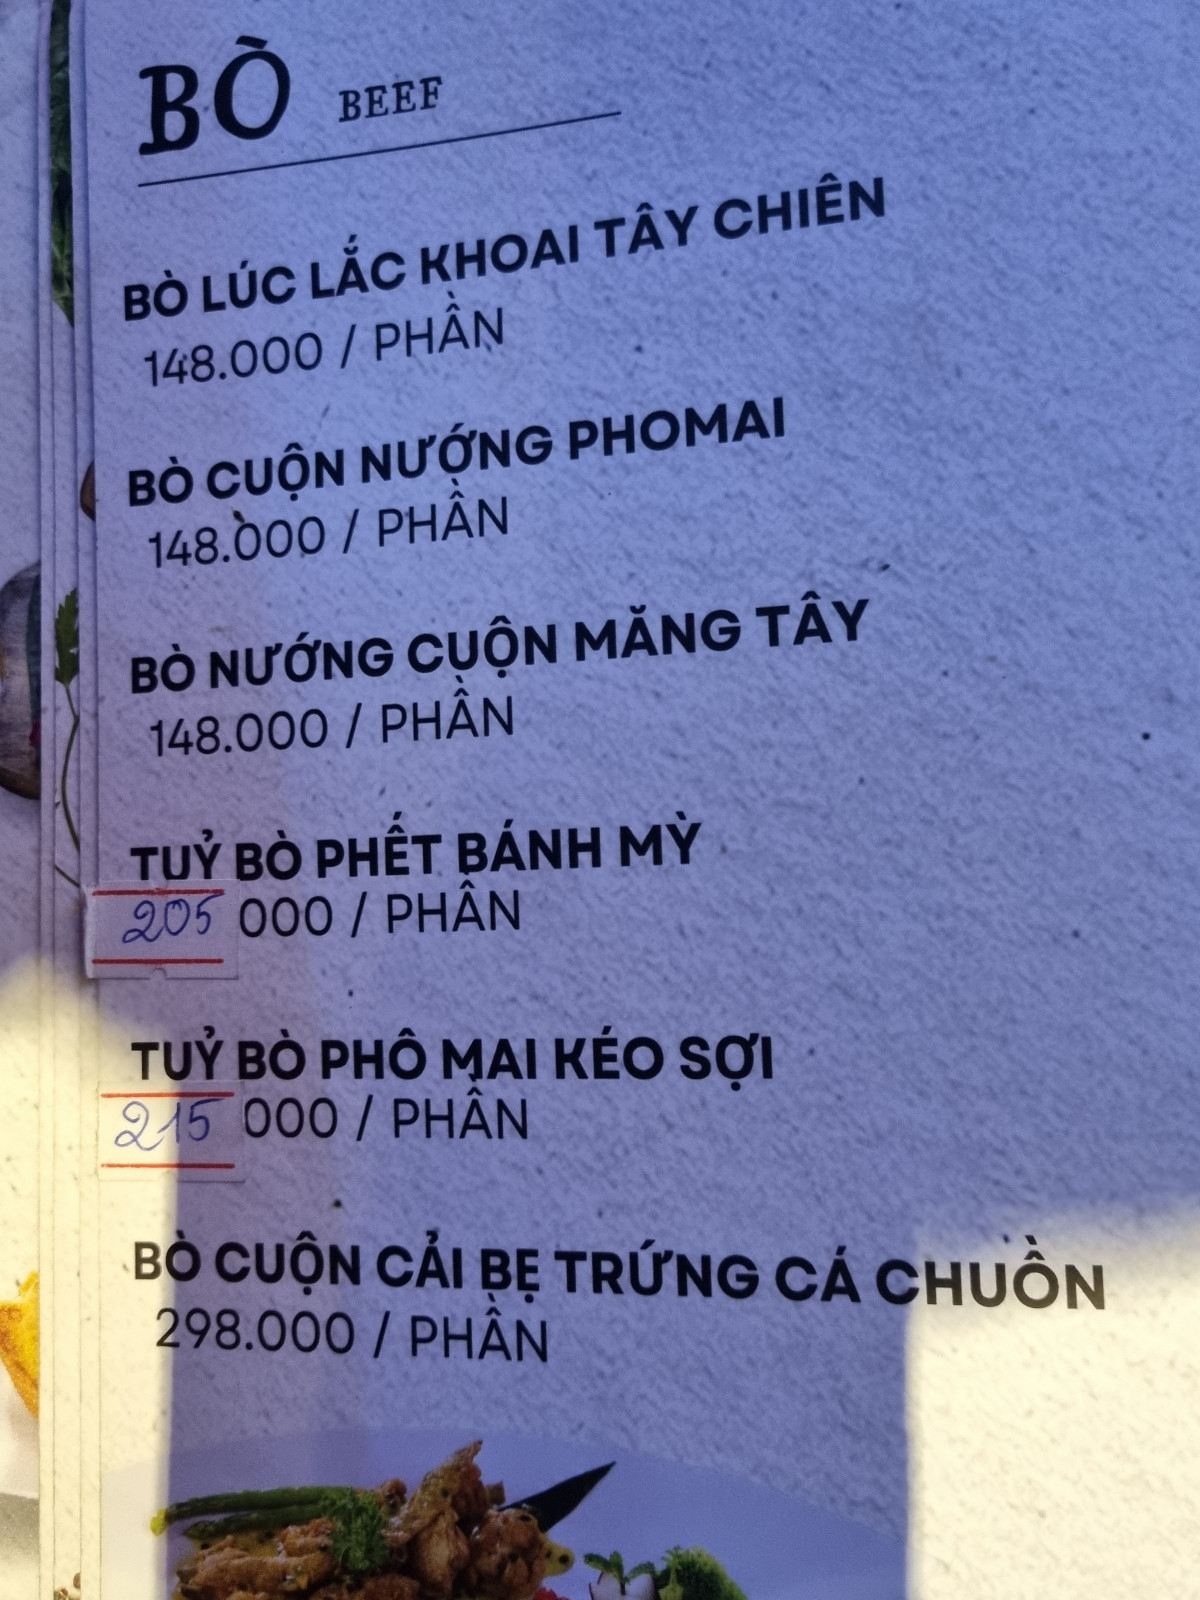 BÒ BEEF
BÒ LÚC LẮC KHOAI TÂY CHIÊN
148.000 / PHẦN
BÒ CUỘN NƯỚNG PHOMAI
148.000 / PHẦN
BÒ NƯỚNG CUỘN MĂNG TÂY
148.000 / PHẦN
TUỶ BÒ PHẾT BÁNH MỲ
205 000 / PHẦN
TUỶ BÒ PHÔ MAI KÉO SỢI
215 000 / PHẦN
BÒ CUỘN CẢI BẸ TRỨNG CÁ CHUỒN
298.000 / PHẦN